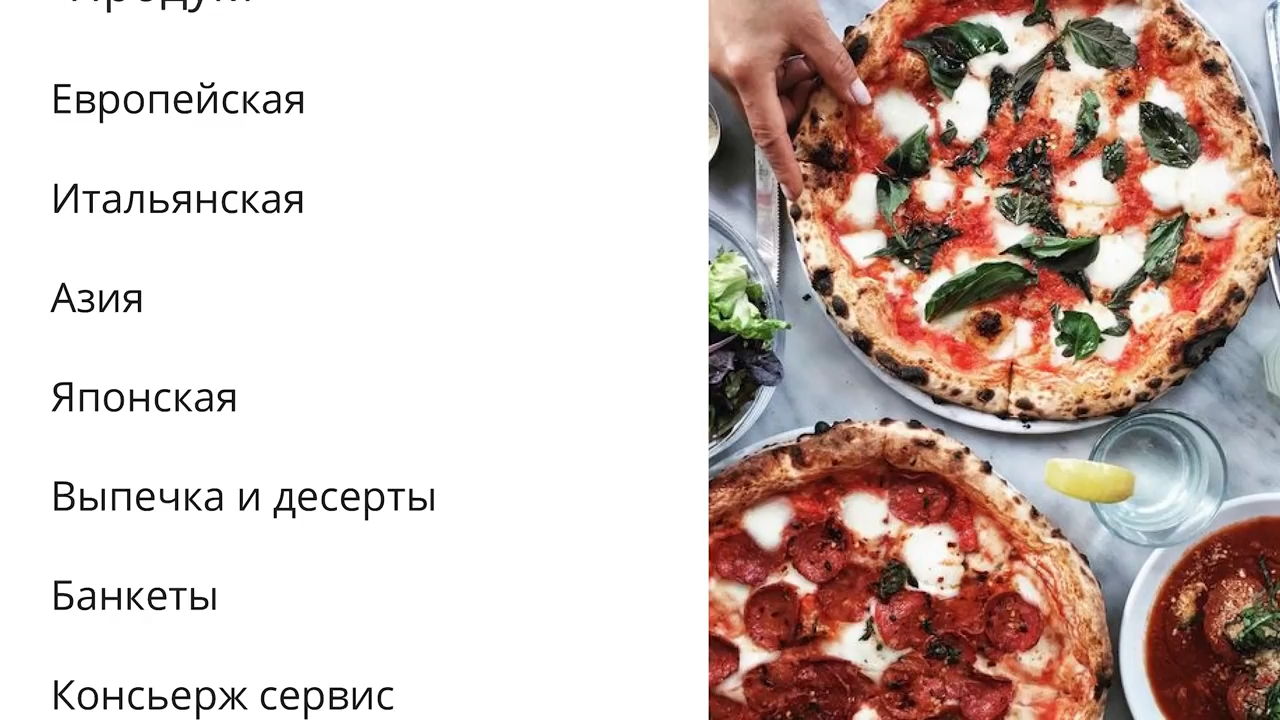 Европейская
Итальянская
Азия
Японская
Выпечка и десерты
Банкеты
Консьерж сервис